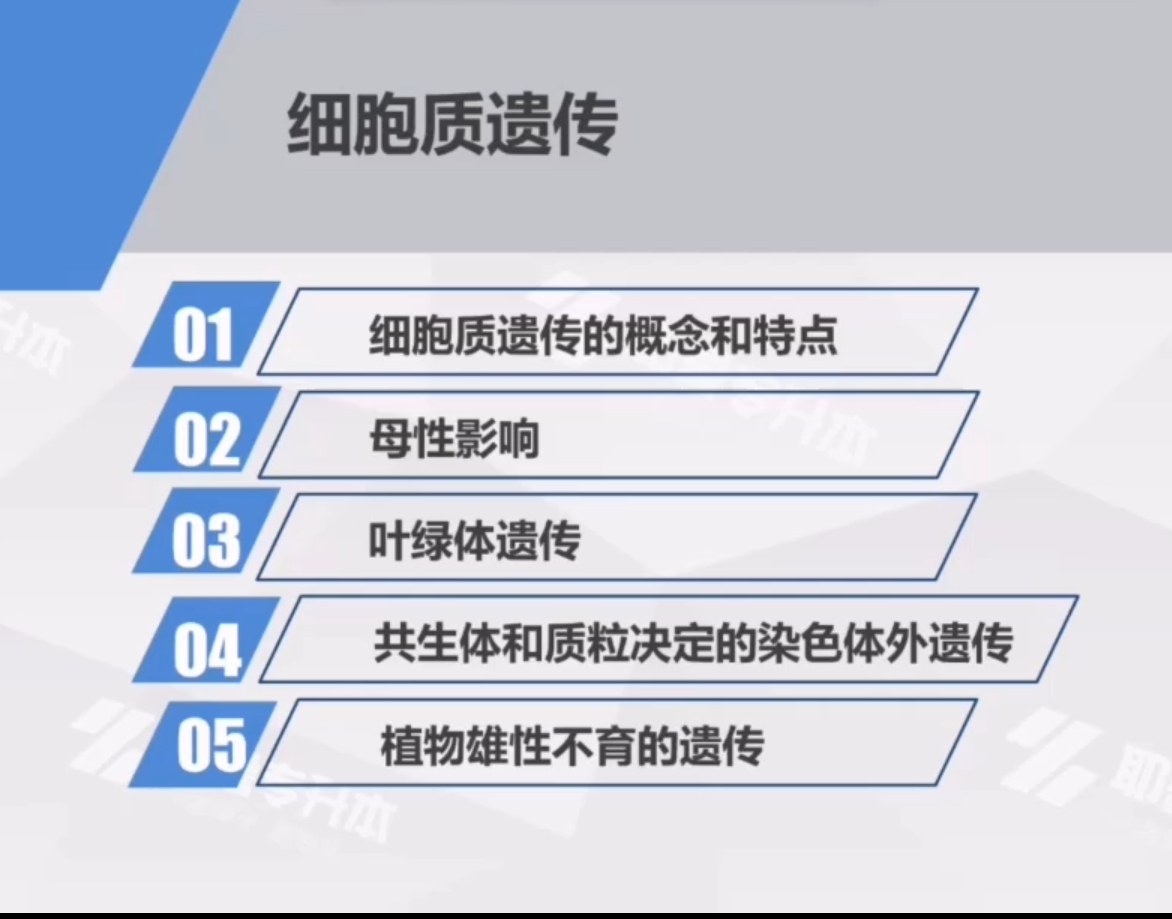 细胞质遗传
01 细胞质遗传的概念和特点
02 母性影响
03 叶绿体遗传
04 共生体和质粒决定的染色体外遗传
05 植物雄性不育的遗传